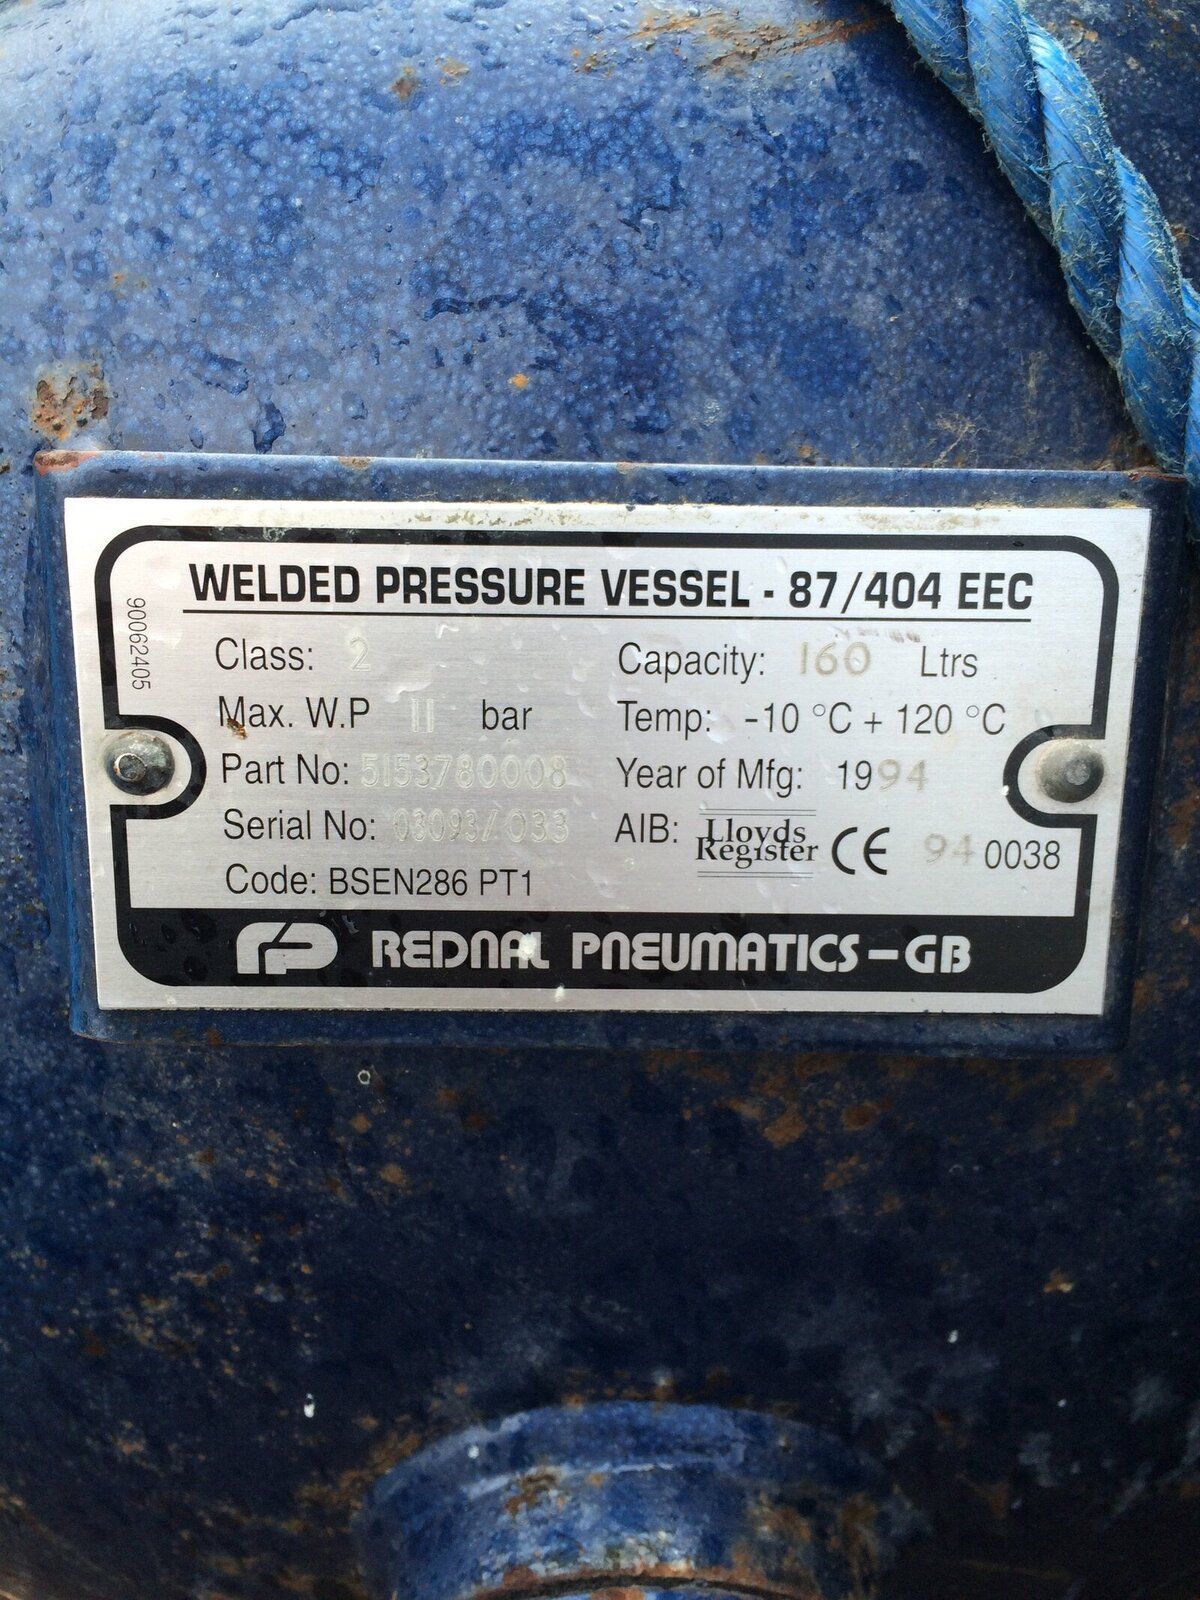 WELDED PRESSURE VESSEL - 87/404 EEC
90062405
Class: 2 Capacity: 160 Ltrs
Max. W.P 11 bar Temp: -10 °C + 120 °C
Part No: 5153780008 Year of Mfg: 1994
Serial No: 03093/033 AIB: Lloyds Register CE 94 0038
Code: BSEN286 PT1
RP REDNAL PNEUMATICS-GB